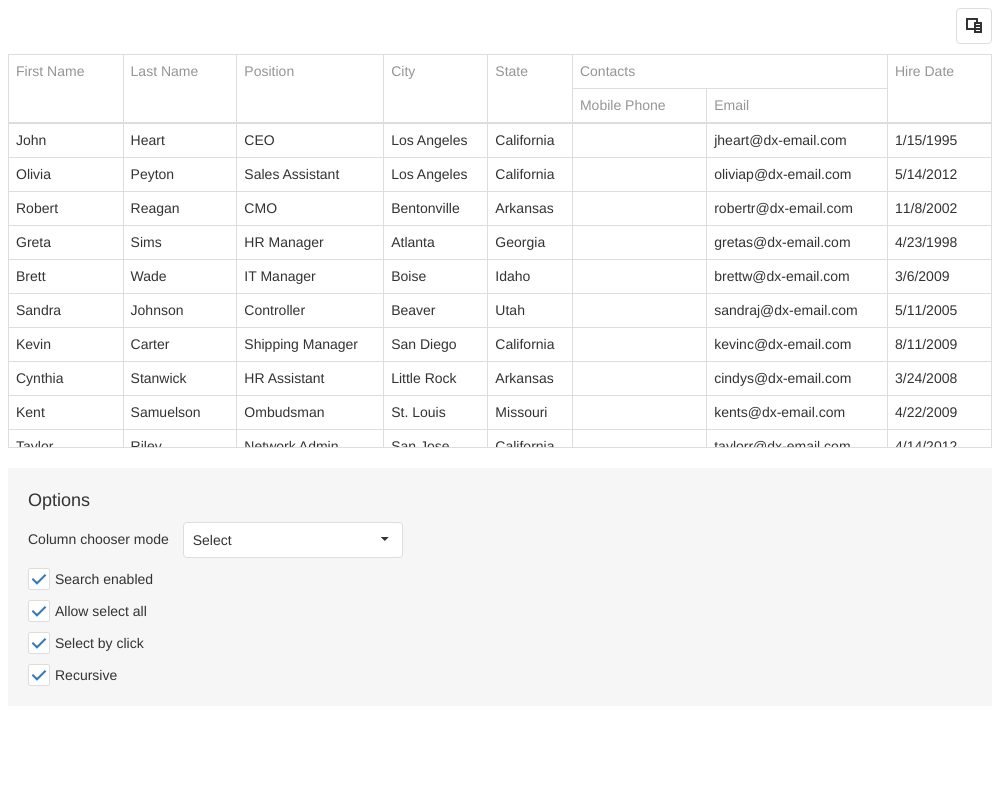 First Name Last Name Position City State Contacts Hire Date
Mobile Phone Email
John Heart CEO Los Angeles California jheart@dx-email.com 1/15/1995
Olivia Peyton Sales Assistant Los Angeles California oliviap@dx-email.com 5/14/2012
Robert Reagan CMO Bentonville Arkansas robertr@dx-email.com 11/8/2002
Greta Sims HR Manager Atlanta Georgia gretas@dx-email.com 4/23/1998
Brett Wade IT Manager Boise Idaho brettw@dx-email.com 3/6/2009
Sandra Johnson Controller Beaver Utah sandraj@dx-email.com 5/11/2005
Kevin Carter Shipping Manager San Diego California kevinc@dx-email.com 8/11/2009
Cynthia Stanwick HR Assistant Little Rock Arkansas cindys@dx-email.com 3/24/2008
Kent Samuelson Ombudsman St. Louis Missouri kents@dx-email.com 4/22/2009
Taylor Riley Network Admin San Jose California taylorr@dx-email.com 4/14/2012
Options
Column chooser mode Select
Search enabled
Allow select all
Select by click
Recursive